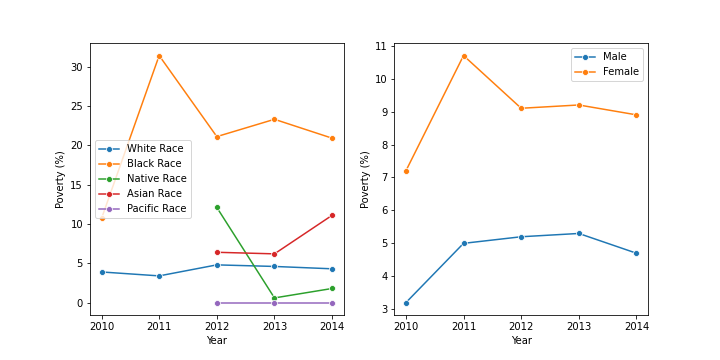 Poverty (%)
30
25
20
15
10
5
0
White Race
Black Race
Native Race
Asian Race
Pacific Race
2010 2011 2012 2013 2014
Year
Poverty (%)
11
10
9
8
7
6
5
4
3
Male
Female
2010 2011 2012 2013 2014
Year